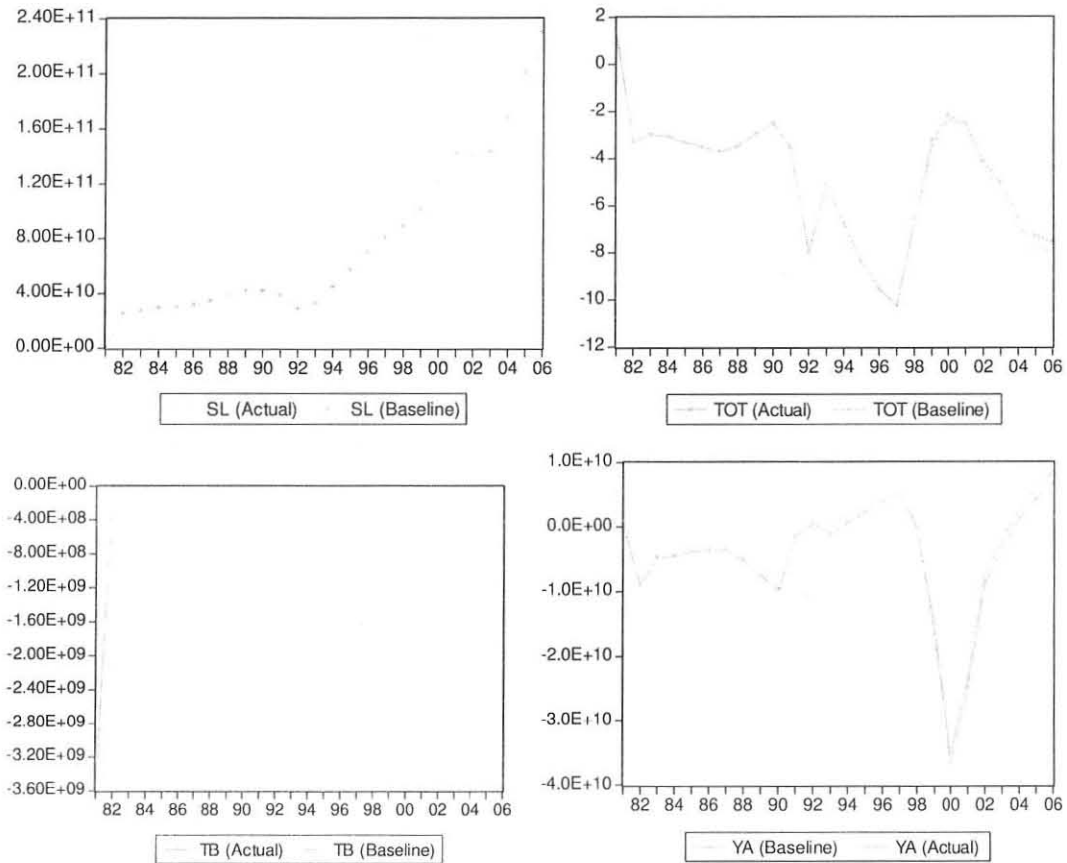 2.40E+11
2.00E+11
1.60E+11
1.20E+11
8.00E+10
4.00E+10
0.00E+00
82 84 86 88 90 92 94 96 98 00 02 04 06
SL (Actual) SL (Baseline)
2
0
-2
-4
-6
-8
-10
-12
82 84 86 88 90 92 94 96 98 00 02 04 06
TOT (Actual) TOT (Baseline)
0.00E+00
-4.00E+08
-8.00E+08
-1.20E+09
-1.60E+09
-2.00E+09
-2.40E+09
-2.80E+09
-3.20E+09
-3.60E+09
82 84 86 88 90 92 94 96 98 00 02 04 06
TB (Actual) TB (Baseline)
1.0E+10
0.0E+00
-1.0E+10
-2.0E+10
-3.0E+10
-4.0E+10
82 84 86 88 90 92 94 96 98 00 02 04 06
YA (Baseline) YA (Actual)